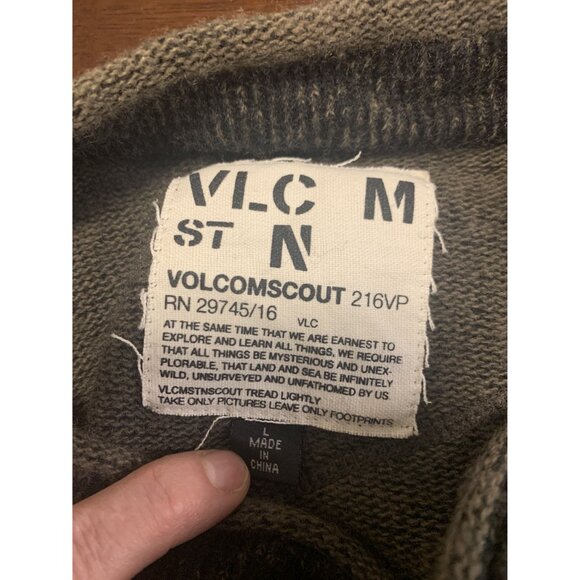 VLC M
ST N
VOLCOMSCOUT 216VP
RN 29745/16 VLC
AT THE SAME TIME THAT WE ARE EARNEST TO
EXPLORE AND LEARN ALL THINGS, WE REQUIRE
THAT ALL THINGS BE MYSTERIOUS AND UNEX-
PLORABLE, THAT LAND AND SEA BE INFINITELY
WILD, UNSURVEYED AND UNFATHOMED BY US.
VLCMSTNSCOUT TREAD LIGHTLY
TAKE ONLY PICTURES LEAVE ONLY FOOTPRINTS
L
MADE
IN
CHINA